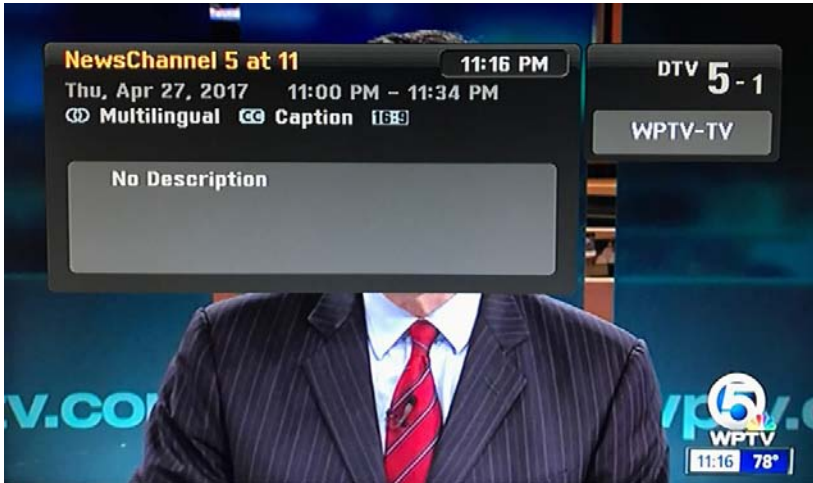 NewsChannel 5 at 11
11:16 PM
Thu, Apr 27, 2017 11:00 PM – 11:34 PM
Multilingual CC Caption 16:9
No Description
DTV 5-1
WPTV-TV
v.co
vptv.c
5
WPTV
11:16 78°